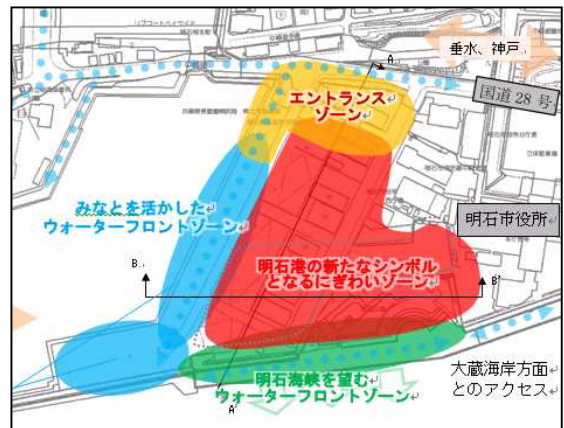 垂水、神戸
A
国道 28 号
エントランス
ゾーン
みなとを活かした
ウォーターフロントゾーン
明石市役所
明石港の新たなシンボル
となるにぎわいゾーン
B
B'
明石海峡を望む
ウォーターフロントゾーン
大蔵海岸方面
とのアクセス
A'